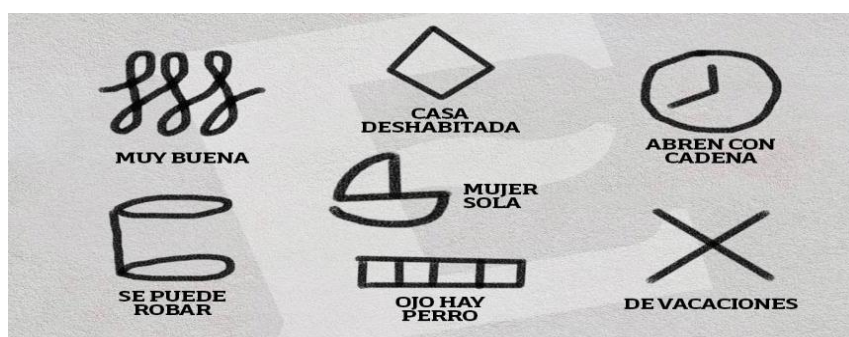 MUY BUENA
CASA
DESHABITADA
ABREN CON
CADENA
MUJER
SOLA
SE PUEDE
ROBAR
OJO HAY
PERRO
DE VACACIONES